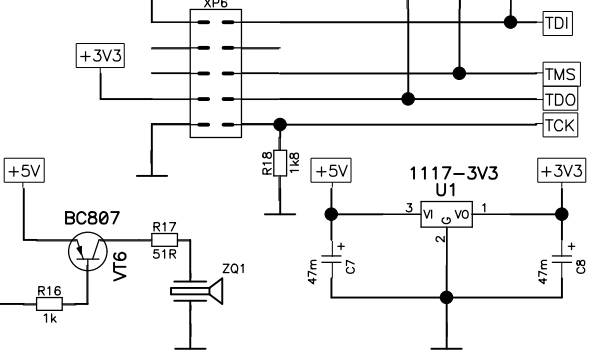 XP6
TDI
+3V3
TMS
TDO
TCK
R18
1k8
+5V
+5V
1117-3V3
U1
+3V3
BC807
VT6
R17
51R
3
VI
G
VO
1
2
ZQ1
+
47m
C7
+
47m
C8
R16
1k